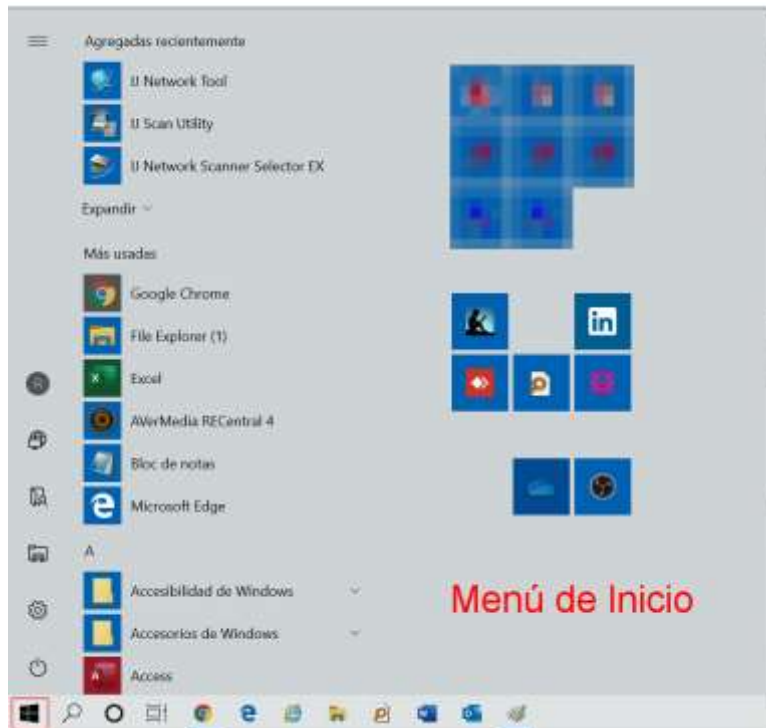 Agregadas recientemente
IJ Network Tool
IJ Scan Utility
IJ Network Scanner Selector EX
Expandir
Más usadas
Google Chrome
File Explorer (1)
Excel
AVerMedia RECentral 4
Bloc de notas
Microsoft Edge
A
Accesibilidad de Windows
Accesorios de Windows
Access
in
Menú de Inicio